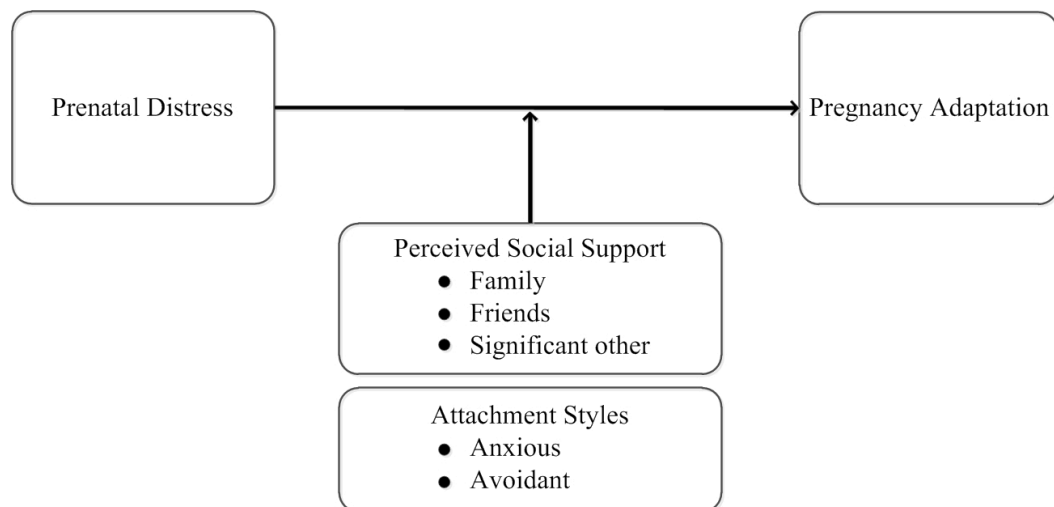 Prenatal Distress
Pregnancy Adaptation
Perceived Social Support
● Family
● Friends
● Significant other
Attachment Styles
● Anxious
● Avoidant